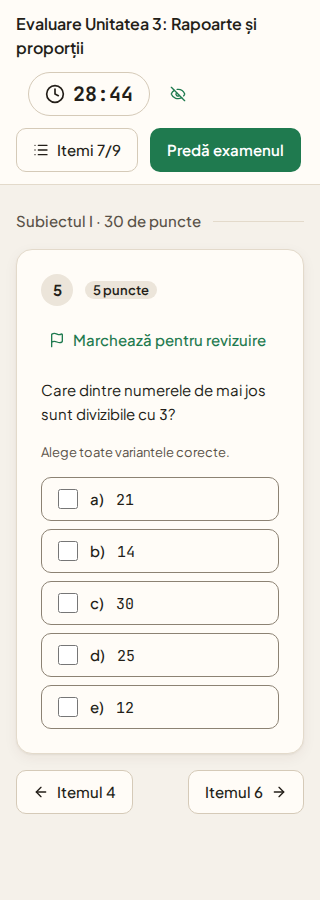 Evaluare Unitatea 3: Rapoarte și
proporții
28:44
Itemi 7/9
Predă examenul
Subiectul I · 30 de puncte
5
5 puncte
Marchează pentru revizuire
Care dintre numerele de mai jos
sunt divizibile cu 3?
Alege toate variantele corecte.
a) 21
b) 14
c) 30
d) 25
e) 12
Itemul 4
Itemul 6